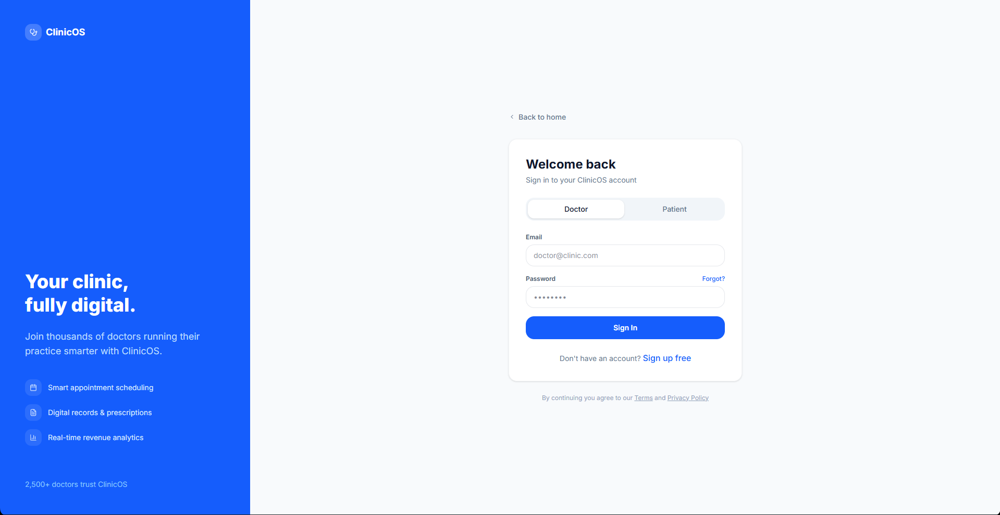 ClinicOS
Your clinic,
fully digital.
Join thousands of doctors running their
practice smarter with ClinicOS.
Smart appointment scheduling
Digital records & prescriptions
Real-time revenue analytics
2,500+ doctors trust ClinicOS
Back to home
Welcome back
Sign in to your ClinicOS account
Doctor Patient
Email
doctor@clinic.com
Password Forgot?
••••••••
Sign In
Don't have an account? Sign up free
By continuing you agree to our Terms and Privacy Policy